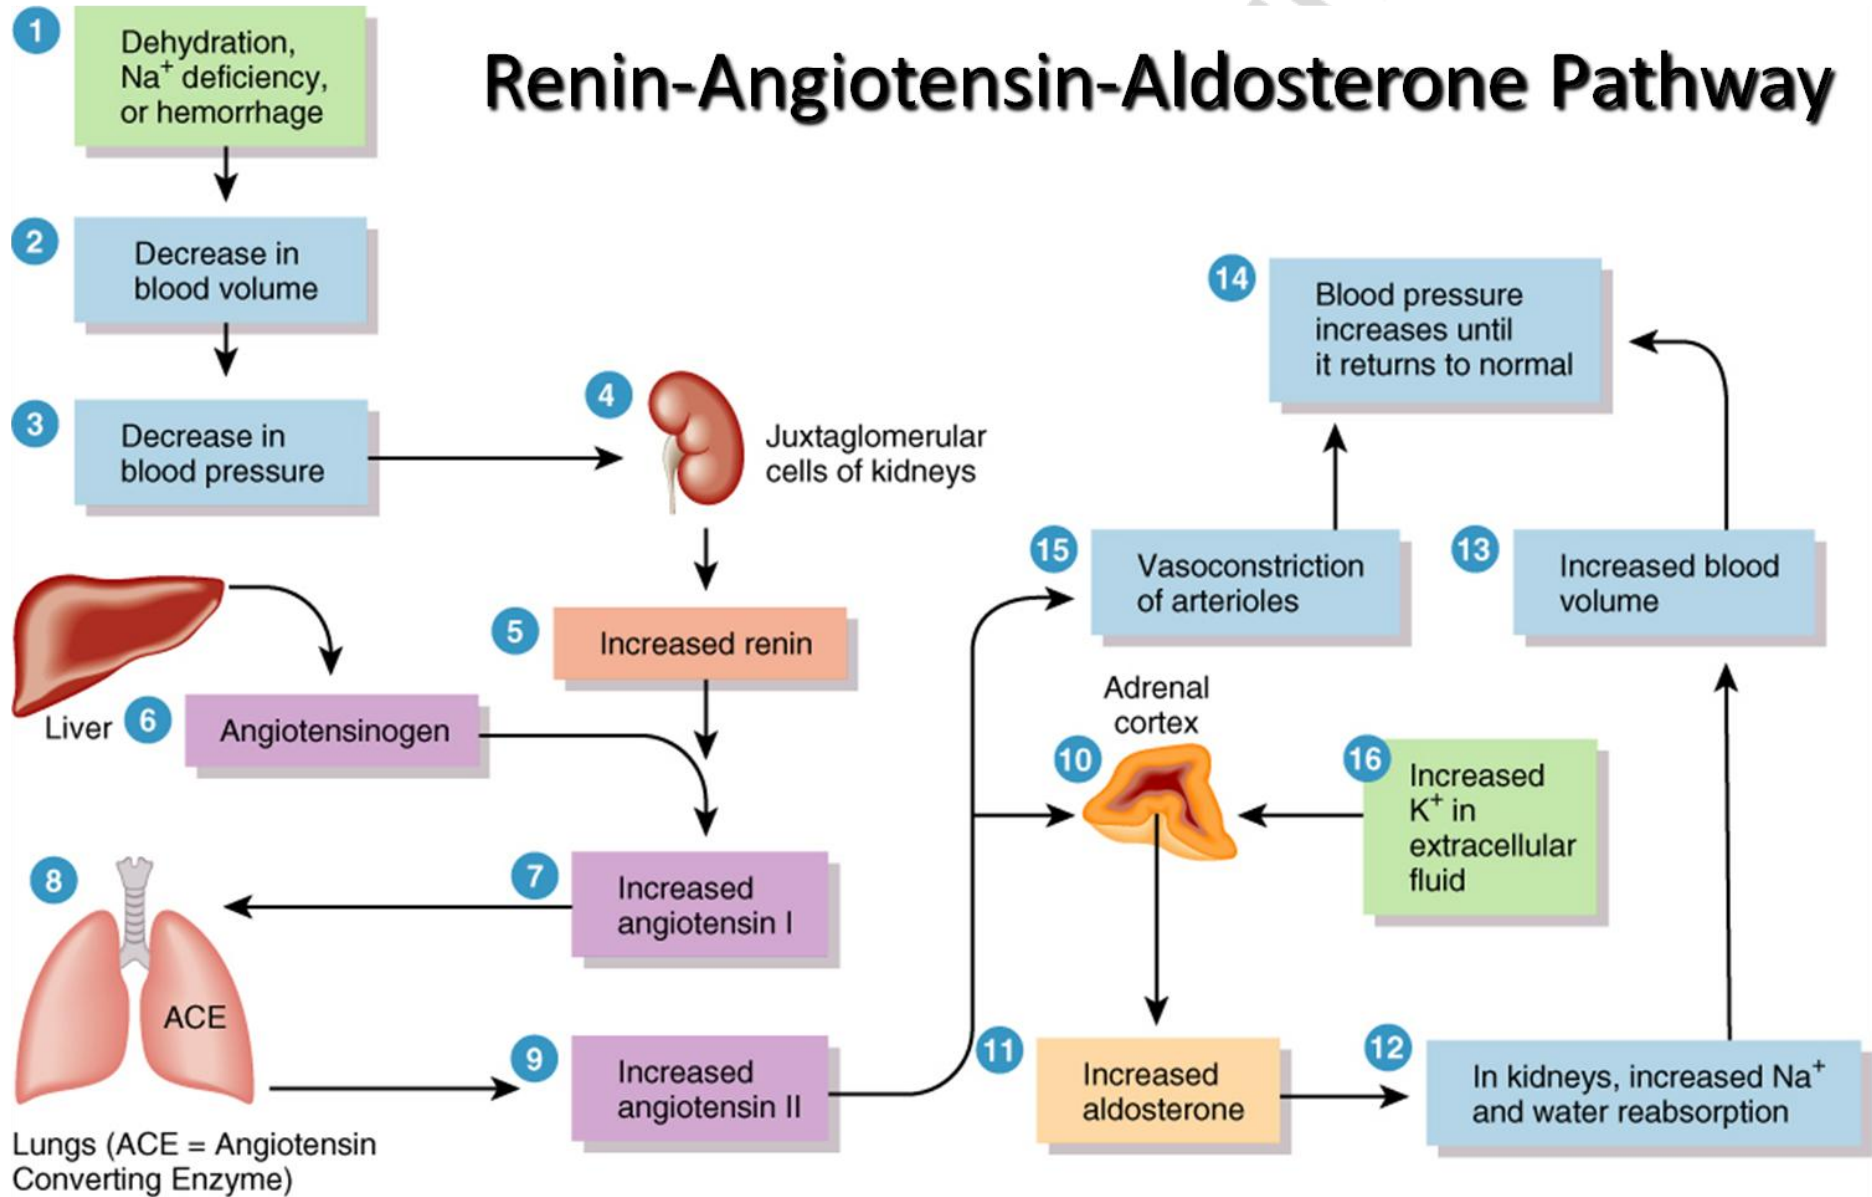 Renin-Angiotensin-Aldosterone Pathway
1
Dehydration,
Na⁺ deficiency,
or hemorrhage
2
Decrease in
blood volume
3
Decrease in
blood pressure
4
Juxtaglomerular
cells of kidneys
5
Increased renin
Liver
6
Angiotensinogen
7
Increased
angiotensin I
8
ACE
Lungs (ACE = Angiotensin
Converting Enzyme)
9
Increased
angiotensin II
10
Adrenal
cortex
11
Increased
aldosterone
12
In kidneys, increased Na⁺
and water reabsorption
13
Increased blood
volume
14
Blood pressure
increases until
it returns to normal
15
Vasoconstriction
of arterioles
16
Increased
K⁺ in
extracellular
fluid